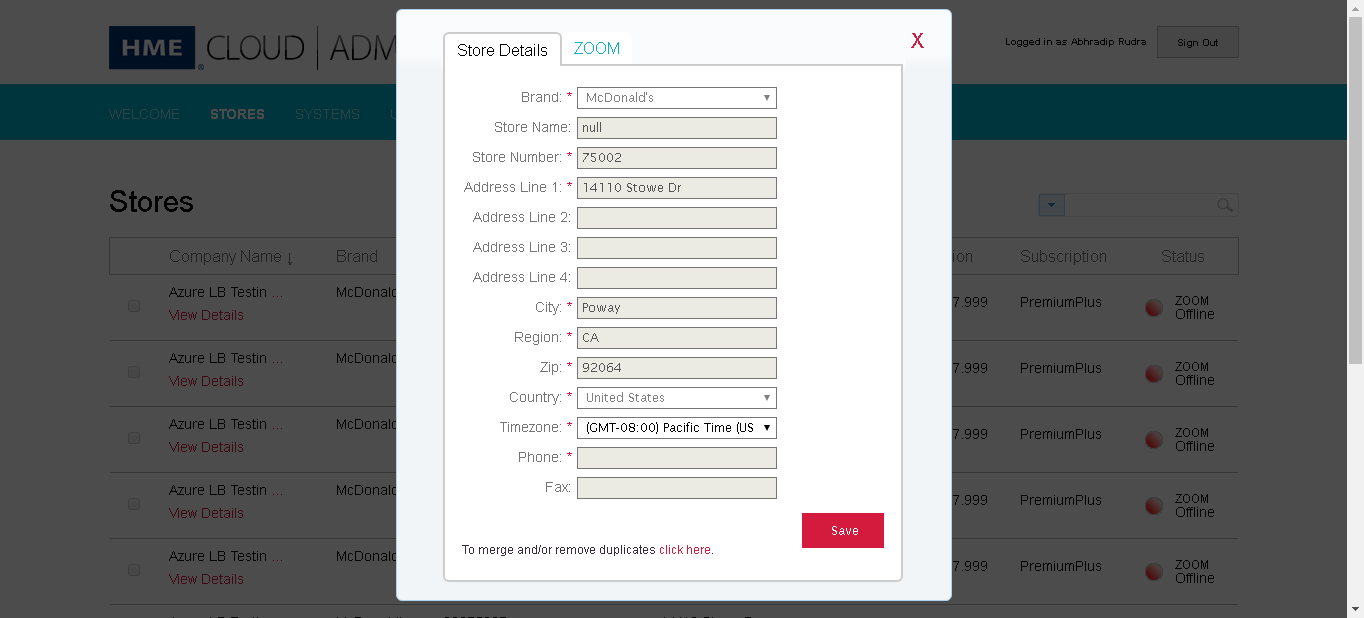 HME CLOUD ADM
Logged in as Abhradip Rudra
Sign Out
WELCOME STORES SYSTEMS
Stores
Company Name ↓ Brand ion Subscription Status
Azure LB Testin ... McDonald 7.999 PremiumPlus ZOOM
View Details Offline
Azure LB Testin ... McDonald 7.999 PremiumPlus ZOOM
View Details Offline
Azure LB Testin ... McDonald 7.999 PremiumPlus ZOOM
View Details Offline
Azure LB Testin ... McDonald 7.999 PremiumPlus ZOOM
View Details Offline
Azure LB Testin ... McDonald 7.999 PremiumPlus ZOOM
View Details Offline
Store Details ZOOM X
Brand: * McDonald's
Store Name: null
Store Number: * 75002
Address Line 1: * 14110 Stowe Dr
Address Line 2:
Address Line 3:
Address Line 4:
City: * Poway
Region: * CA
Zip: * 92064
Country: * United States
Timezone: * (GMT-08:00) Pacific Time (US
Phone: *
Fax:
Save
To merge and/or remove duplicates click here.